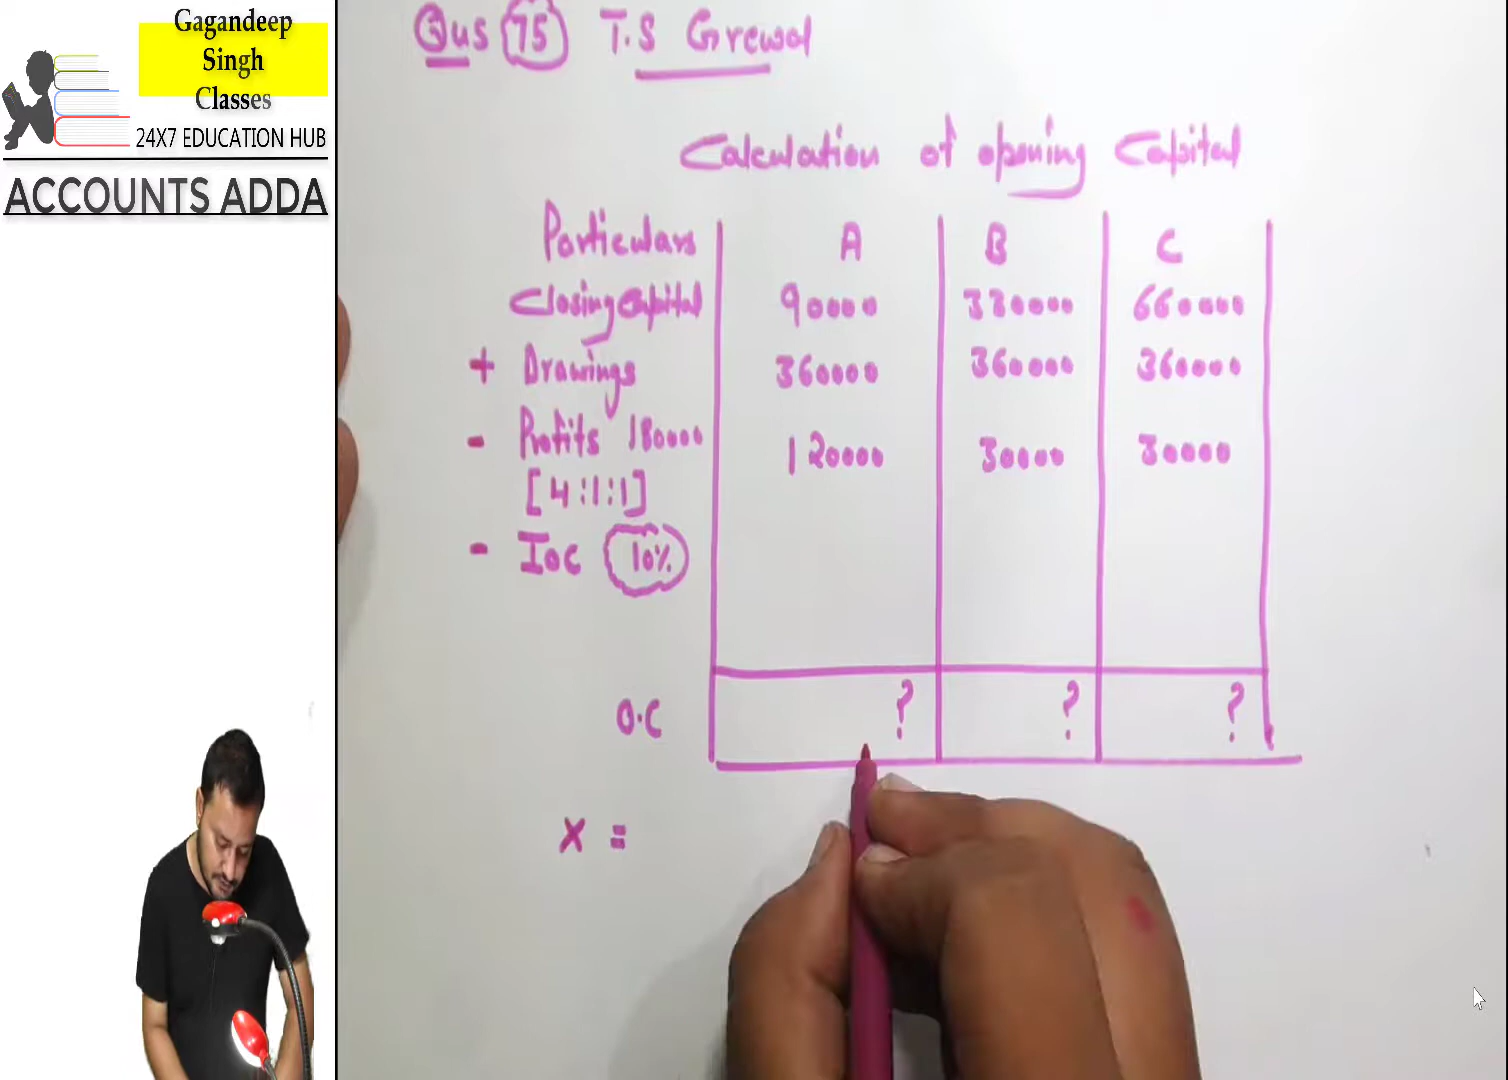 Gagandeep
Singh
Classes
24X7 EDUCATION HUB
ACCOUNTS ADDA
Qus 75 T.S Grewal
Calculation of opening Capital
Particulars A B C
Closing Capital 90000 330000 660000
+ Drawings 360000 360000 360000
- Profits 180000 120000 30000 30000
[4:1:1]
- IOC 10%
O.C ? ? ?
X =